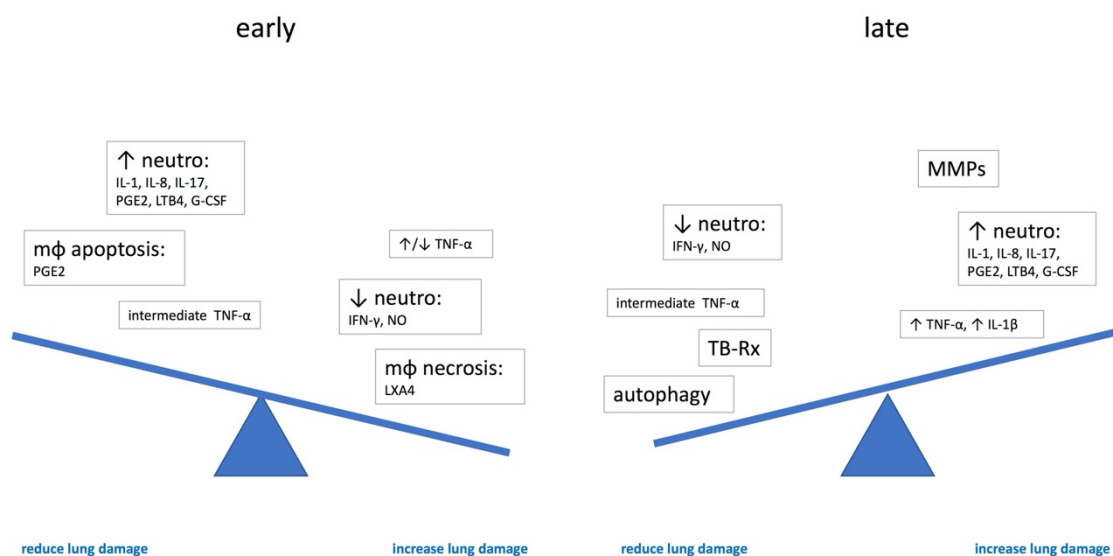 early
↑ neutro:
IL-1, IL-8, IL-17,
PGE2, LTB4, G-CSF
mϕ apoptosis:
PGE2
intermediate TNF-α
↑/↓ TNF-α
↓ neutro:
IFN-γ, NO
mϕ necrosis:
LXA4
reduce lung damage
increase lung damage
late
MMPs
↓ neutro:
IFN-γ, NO
↑ neutro:
IL-1, IL-8, IL-17,
PGE2, LTB4, G-CSF
intermediate TNF-α
↑ TNF-α, ↑ IL-1β
TB-Rx
autophagy
reduce lung damage
increase lung damage